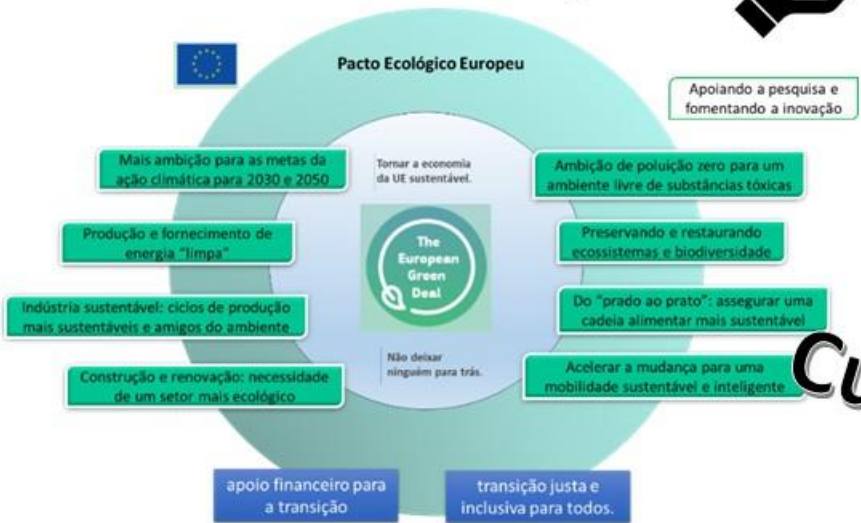 Pacto Ecológico Europeu
Apoiando a pesquisa e
fomentando a inovação
Mais ambição para as metas da
ação climática para 2030 e 2050
Tornar a economia
da UE sustentável.
Ambição de poluição zero para um
ambiente livre de substâncias tóxicas
Produção e fornecimento de
energia "limpa"
The
European
Green
Deal
Preservando e restaurando
ecossistemas e biodiversidade
Indústria sustentável: ciclos de produção
mais sustentáveis e amigos do ambiente
Do "prado ao prato": assegurar uma
cadeia alimentar mais sustentável
Não deixar
ninguém para trás.
Construção e renovação: necessidade
de um setor mais ecológico
Acelerar a mudança para uma
mobilidade sustentável e inteligente
apoio financeiro para
a transição
transição justa e
inclusiva para todos.